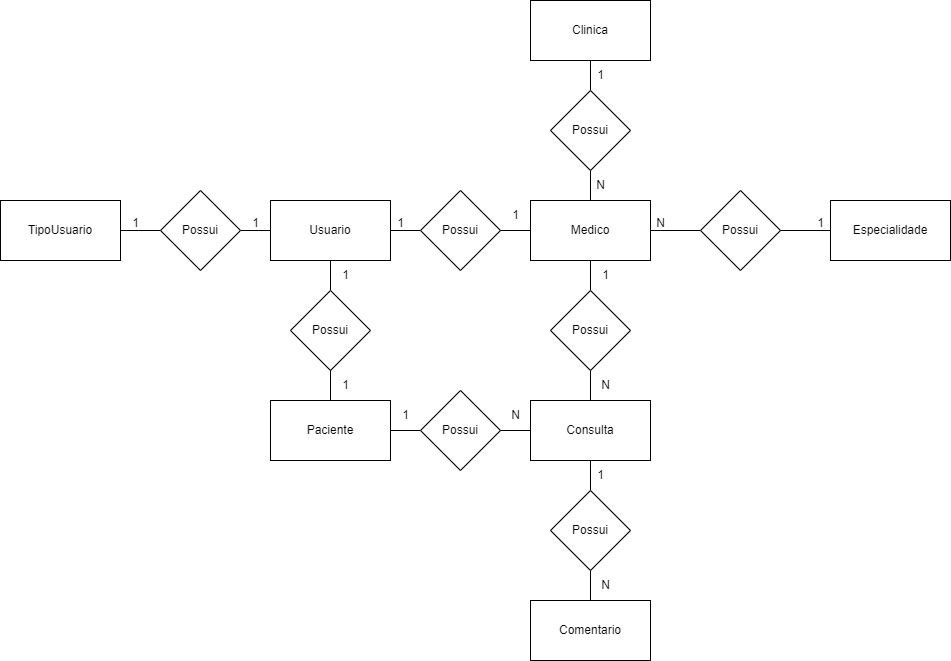 Clinica
1
Possui
N
TipoUsuario
1
Possui
1
Usuario
1
Possui
1
Medico
N
Possui
1
Especialidade
1
Possui
1
1
Possui
N
Paciente
1
Possui
N
Consulta
1
Possui
N
Comentario